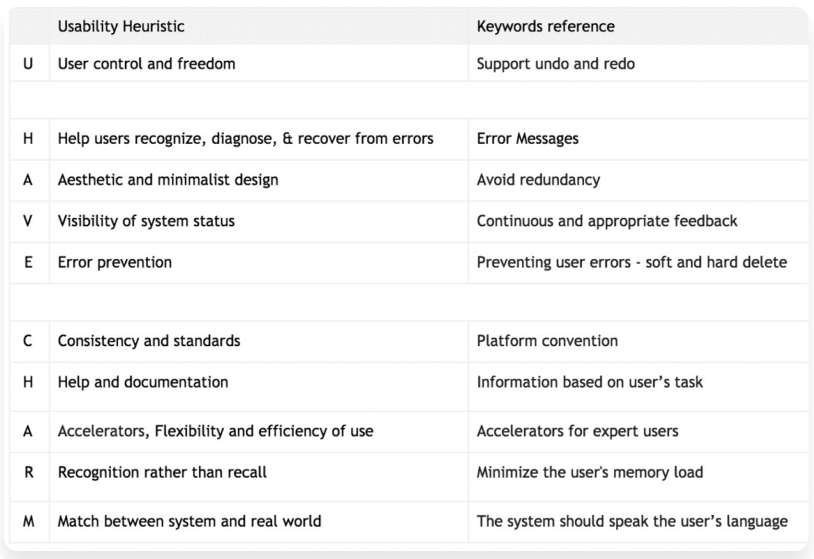 Usability Heuristic Keywords reference
U User control and freedom Support undo and redo
H Help users recognize, diagnose, & recover from errors Error Messages
A Aesthetic and minimalist design Avoid redundancy
V Visibility of system status Continuous and appropriate feedback
E Error prevention Preventing user errors - soft and hard delete
C Consistency and standards Platform convention
H Help and documentation Information based on user’s task
A Accelerators, Flexibility and efficiency of use Accelerators for expert users
R Recognition rather than recall Minimize the user's memory load
M Match between system and real world The system should speak the user’s language